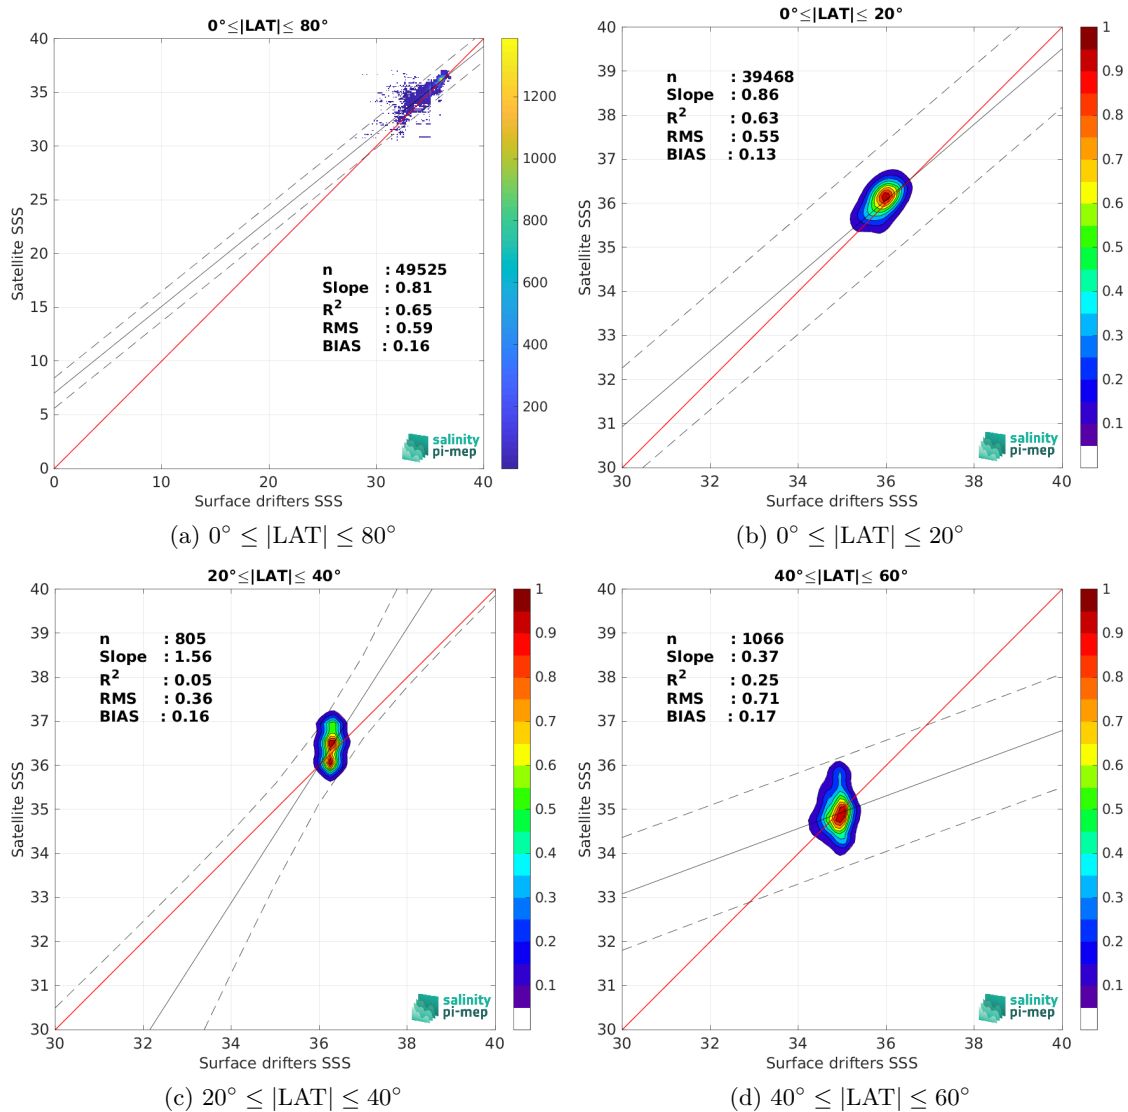 0°≤|LAT|≤ 80°
40
35
30
25
20
15
10
5
0
0
10
20
30
40
Satellite SSS
Surface drifters SSS
n : 49525
Slope : 0.81
R² : 0.65
RMS : 0.59
BIAS : 0.16
salinity
pi-mep
1200
1000
800
600
400
200
(a) 0° ≤ |LAT| ≤ 80°
0°≤|LAT|≤ 20°
40
39
38
37
36
35
34
33
32
31
30
30
32
34
36
38
40
Satellite SSS
Surface drifters SSS
n : 39468
Slope : 0.86
R² : 0.63
RMS : 0.55
BIAS : 0.13
salinity
pi-mep
1
0.9
0.8
0.7
0.6
0.5
0.4
0.3
0.2
0.1
(b) 0° ≤ |LAT| ≤ 20°
20°≤|LAT|≤ 40°
40
39
38
37
36
35
34
33
32
31
30
30
32
34
36
38
40
Satellite SSS
Surface drifters SSS
n : 805
Slope : 1.56
R² : 0.05
RMS : 0.36
BIAS : 0.16
salinity
pi-mep
1
0.9
0.8
0.7
0.6
0.5
0.4
0.3
0.2
0.1
(c) 20° ≤ |LAT| ≤ 40°
40°≤|LAT|≤ 60°
40
39
38
37
36
35
34
33
32
31
30
30
32
34
36
38
40
Satellite SSS
Surface drifters SSS
n : 1066
Slope : 0.37
R² : 0.25
RMS : 0.71
BIAS : 0.17
salinity
pi-mep
1
0.9
0.8
0.7
0.6
0.5
0.4
0.3
0.2
0.1
(d) 40° ≤ |LAT| ≤ 60°